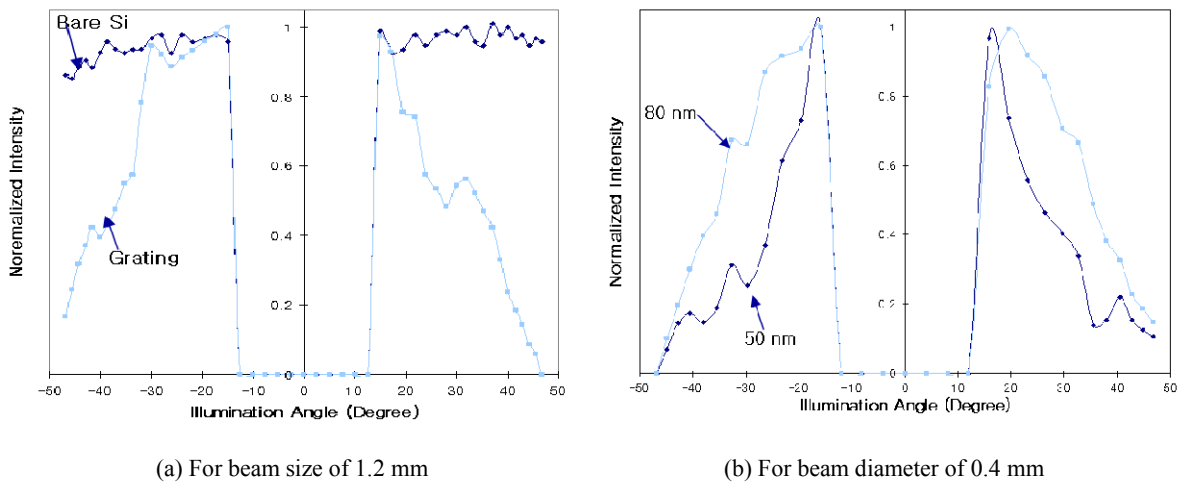 Bare Si
Grating
Noremalized Intensity
1
0.8
0.6
0.4
0.2
0
-50 -40 -30 -20 -10 0 10 20 30 40 50
Illumination Angle (Degree)
(a) For beam size of 1.2 mm
80 nm
50 nm
Normalized Intensity
1
0.8
0.6
0.4
0.2
0
-50 -40 -30 -20 -10 0 10 20 30 40 50
Illumination Angle (Degree)
(b) For beam diameter of 0.4 mm